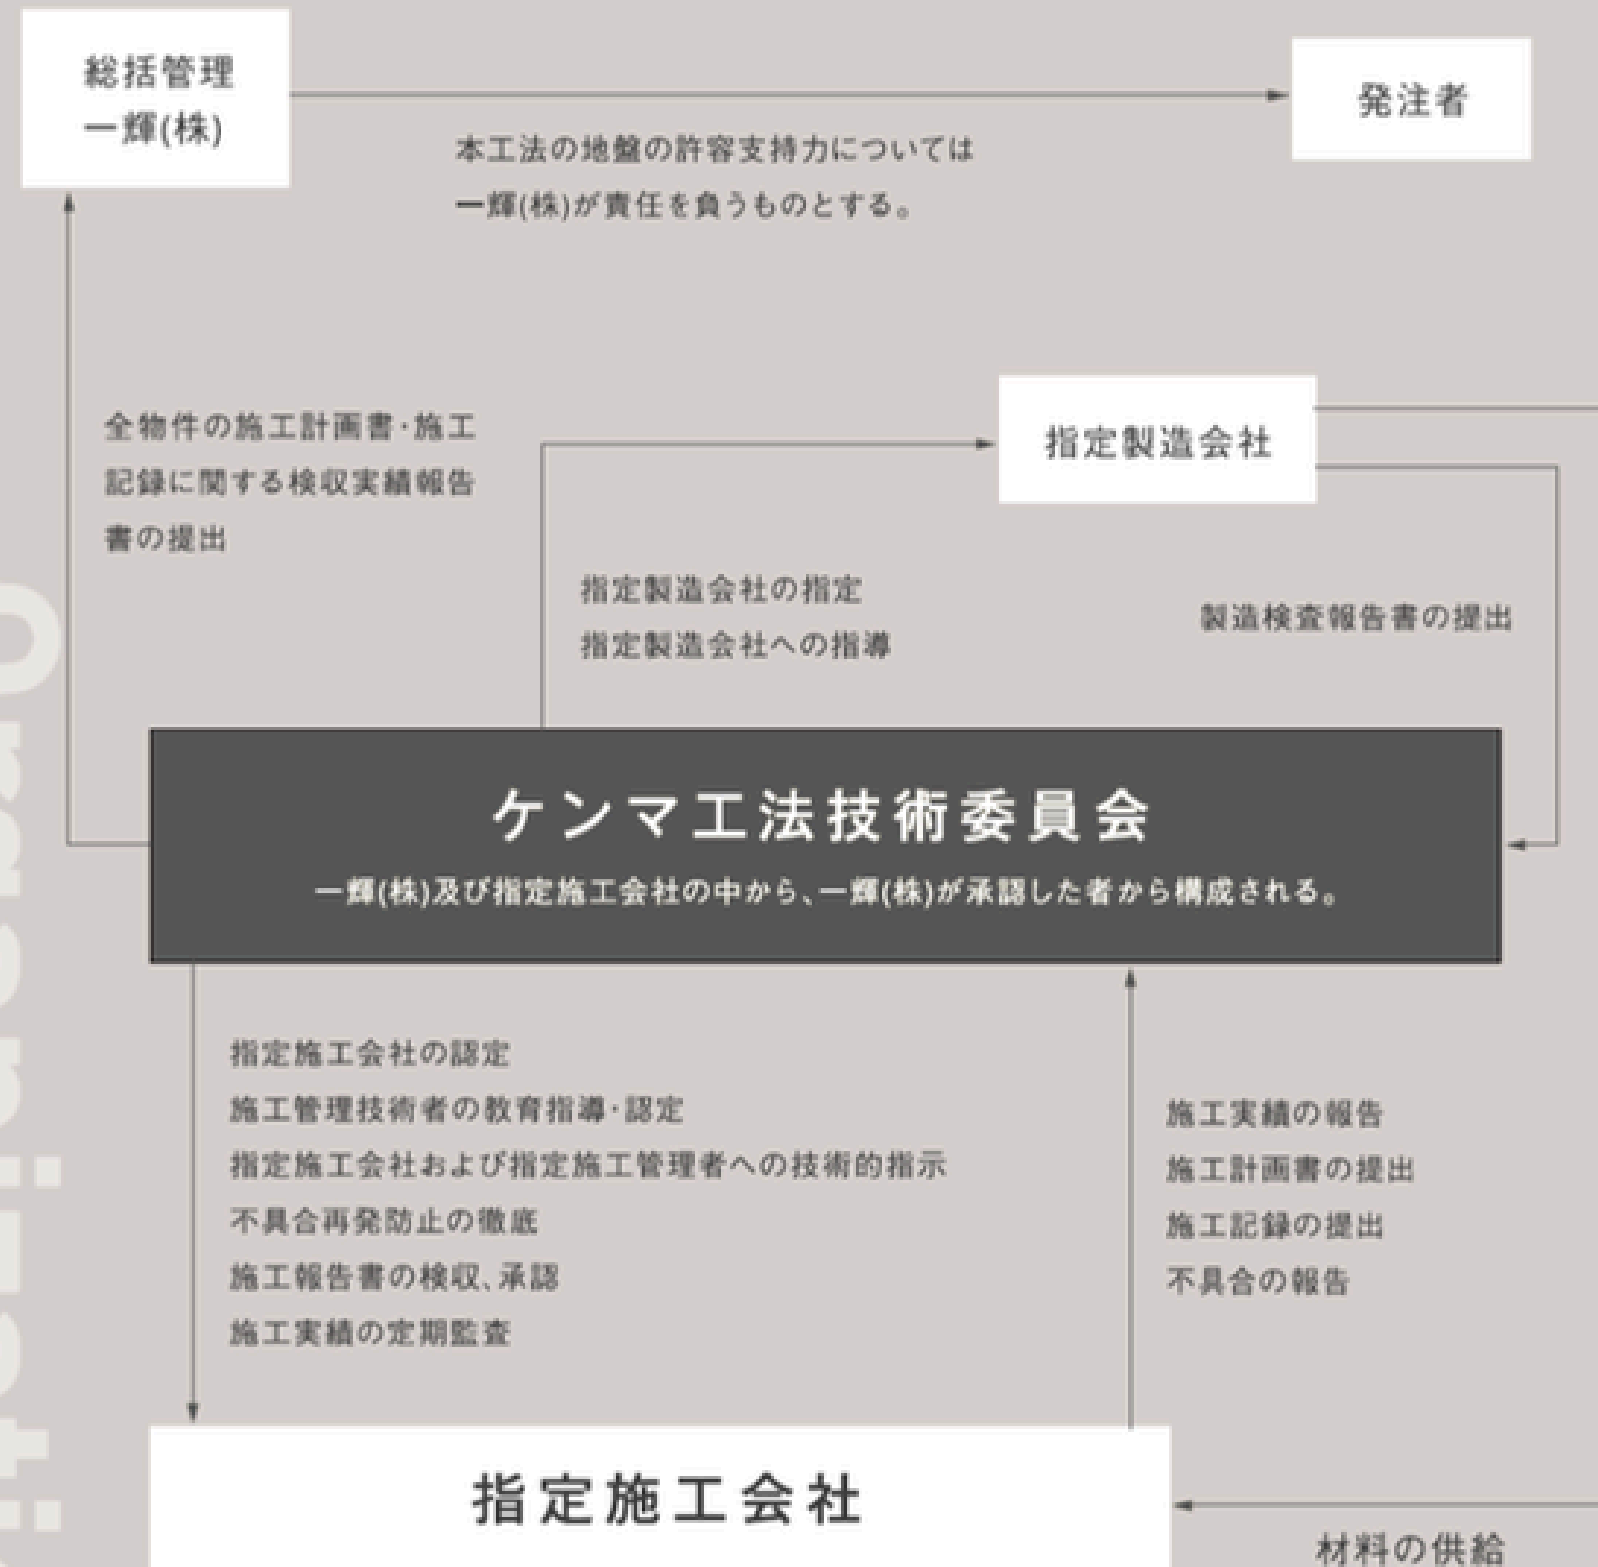 総括管理
一輝(株)
発注者
本工法の地盤の許容支持力については
一輝(株)が責任を負うものとする。
全物件の施工計画書・施工
記録に関する検収実績報告
書の提出
指定製造会社
指定製造会社の指定
指定製造会社への指導
製造検査報告書の提出
ケンマ工法技術委員会
一輝(株)及び指定施工会社の中から、一輝(株)が承認した者から構成される。
指定施工会社の認定
施工管理技術者の教育指導・認定
指定施工会社および指定施工管理者への技術的指示
不具合再発防止の徹底
施工報告書の検収、承認
施工実績の定期監査
施工実績の報告
施工計画書の提出
施工記録の提出
不具合の報告
指定施工会社
材料の供給